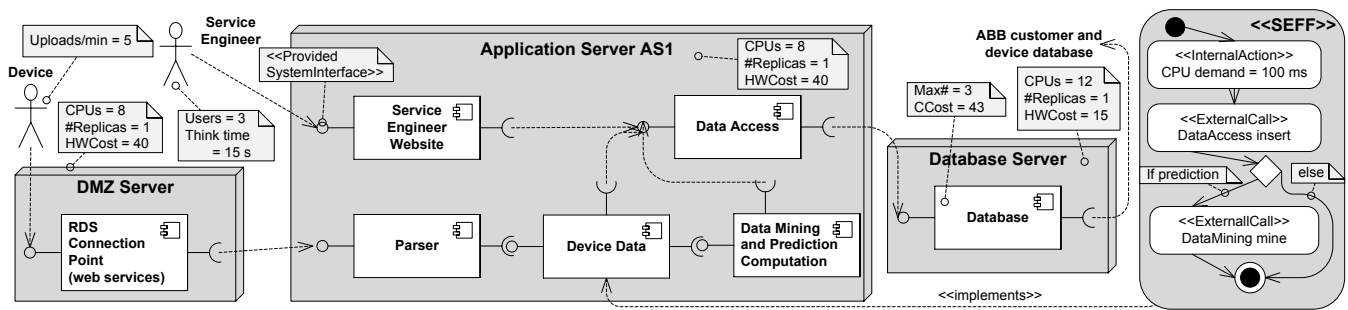 Uploads/min = 5
Device
Service
Engineer
CPUs = 8
#Replicas = 1
HWCost = 40
Users = 3
Think time
= 15 s
DMZ Server
RDS
Connection
Point
(web services)
<<Provided
SystemInterface>>
Application Server AS1
CPUs = 8
#Replicas = 1
HWCost = 40
Service
Engineer
Website
Data Access
Parser
Device Data
Data Mining
and Prediction
Computation
ABB customer and
device database
Max# = 3
CCost = 43
CPUs = 12
#Replicas = 1
HWCost = 15
Database Server
Database
<<implements>>
<<SEFF>>
<<InternalAction>>
CPU demand = 100 ms
<<ExternalCall>>
DataAccess insert
If prediction
else
<<ExternallCall>>
DataMining mine